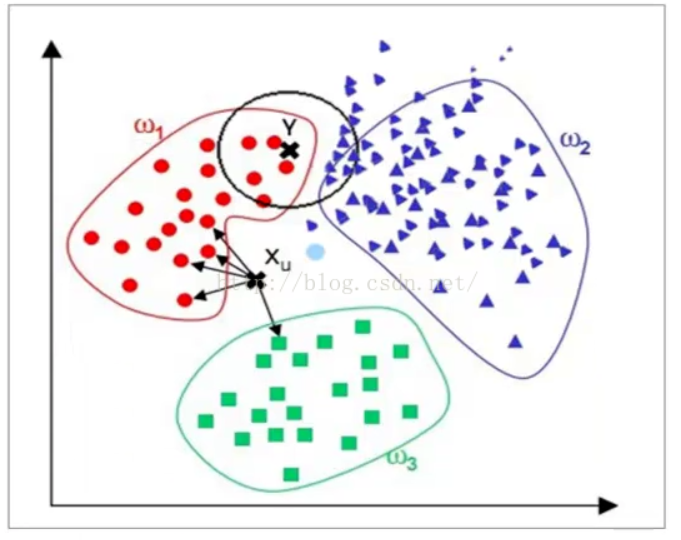 Y
ω1
ω2
Xu
http://blog.csdn.net/
ω3